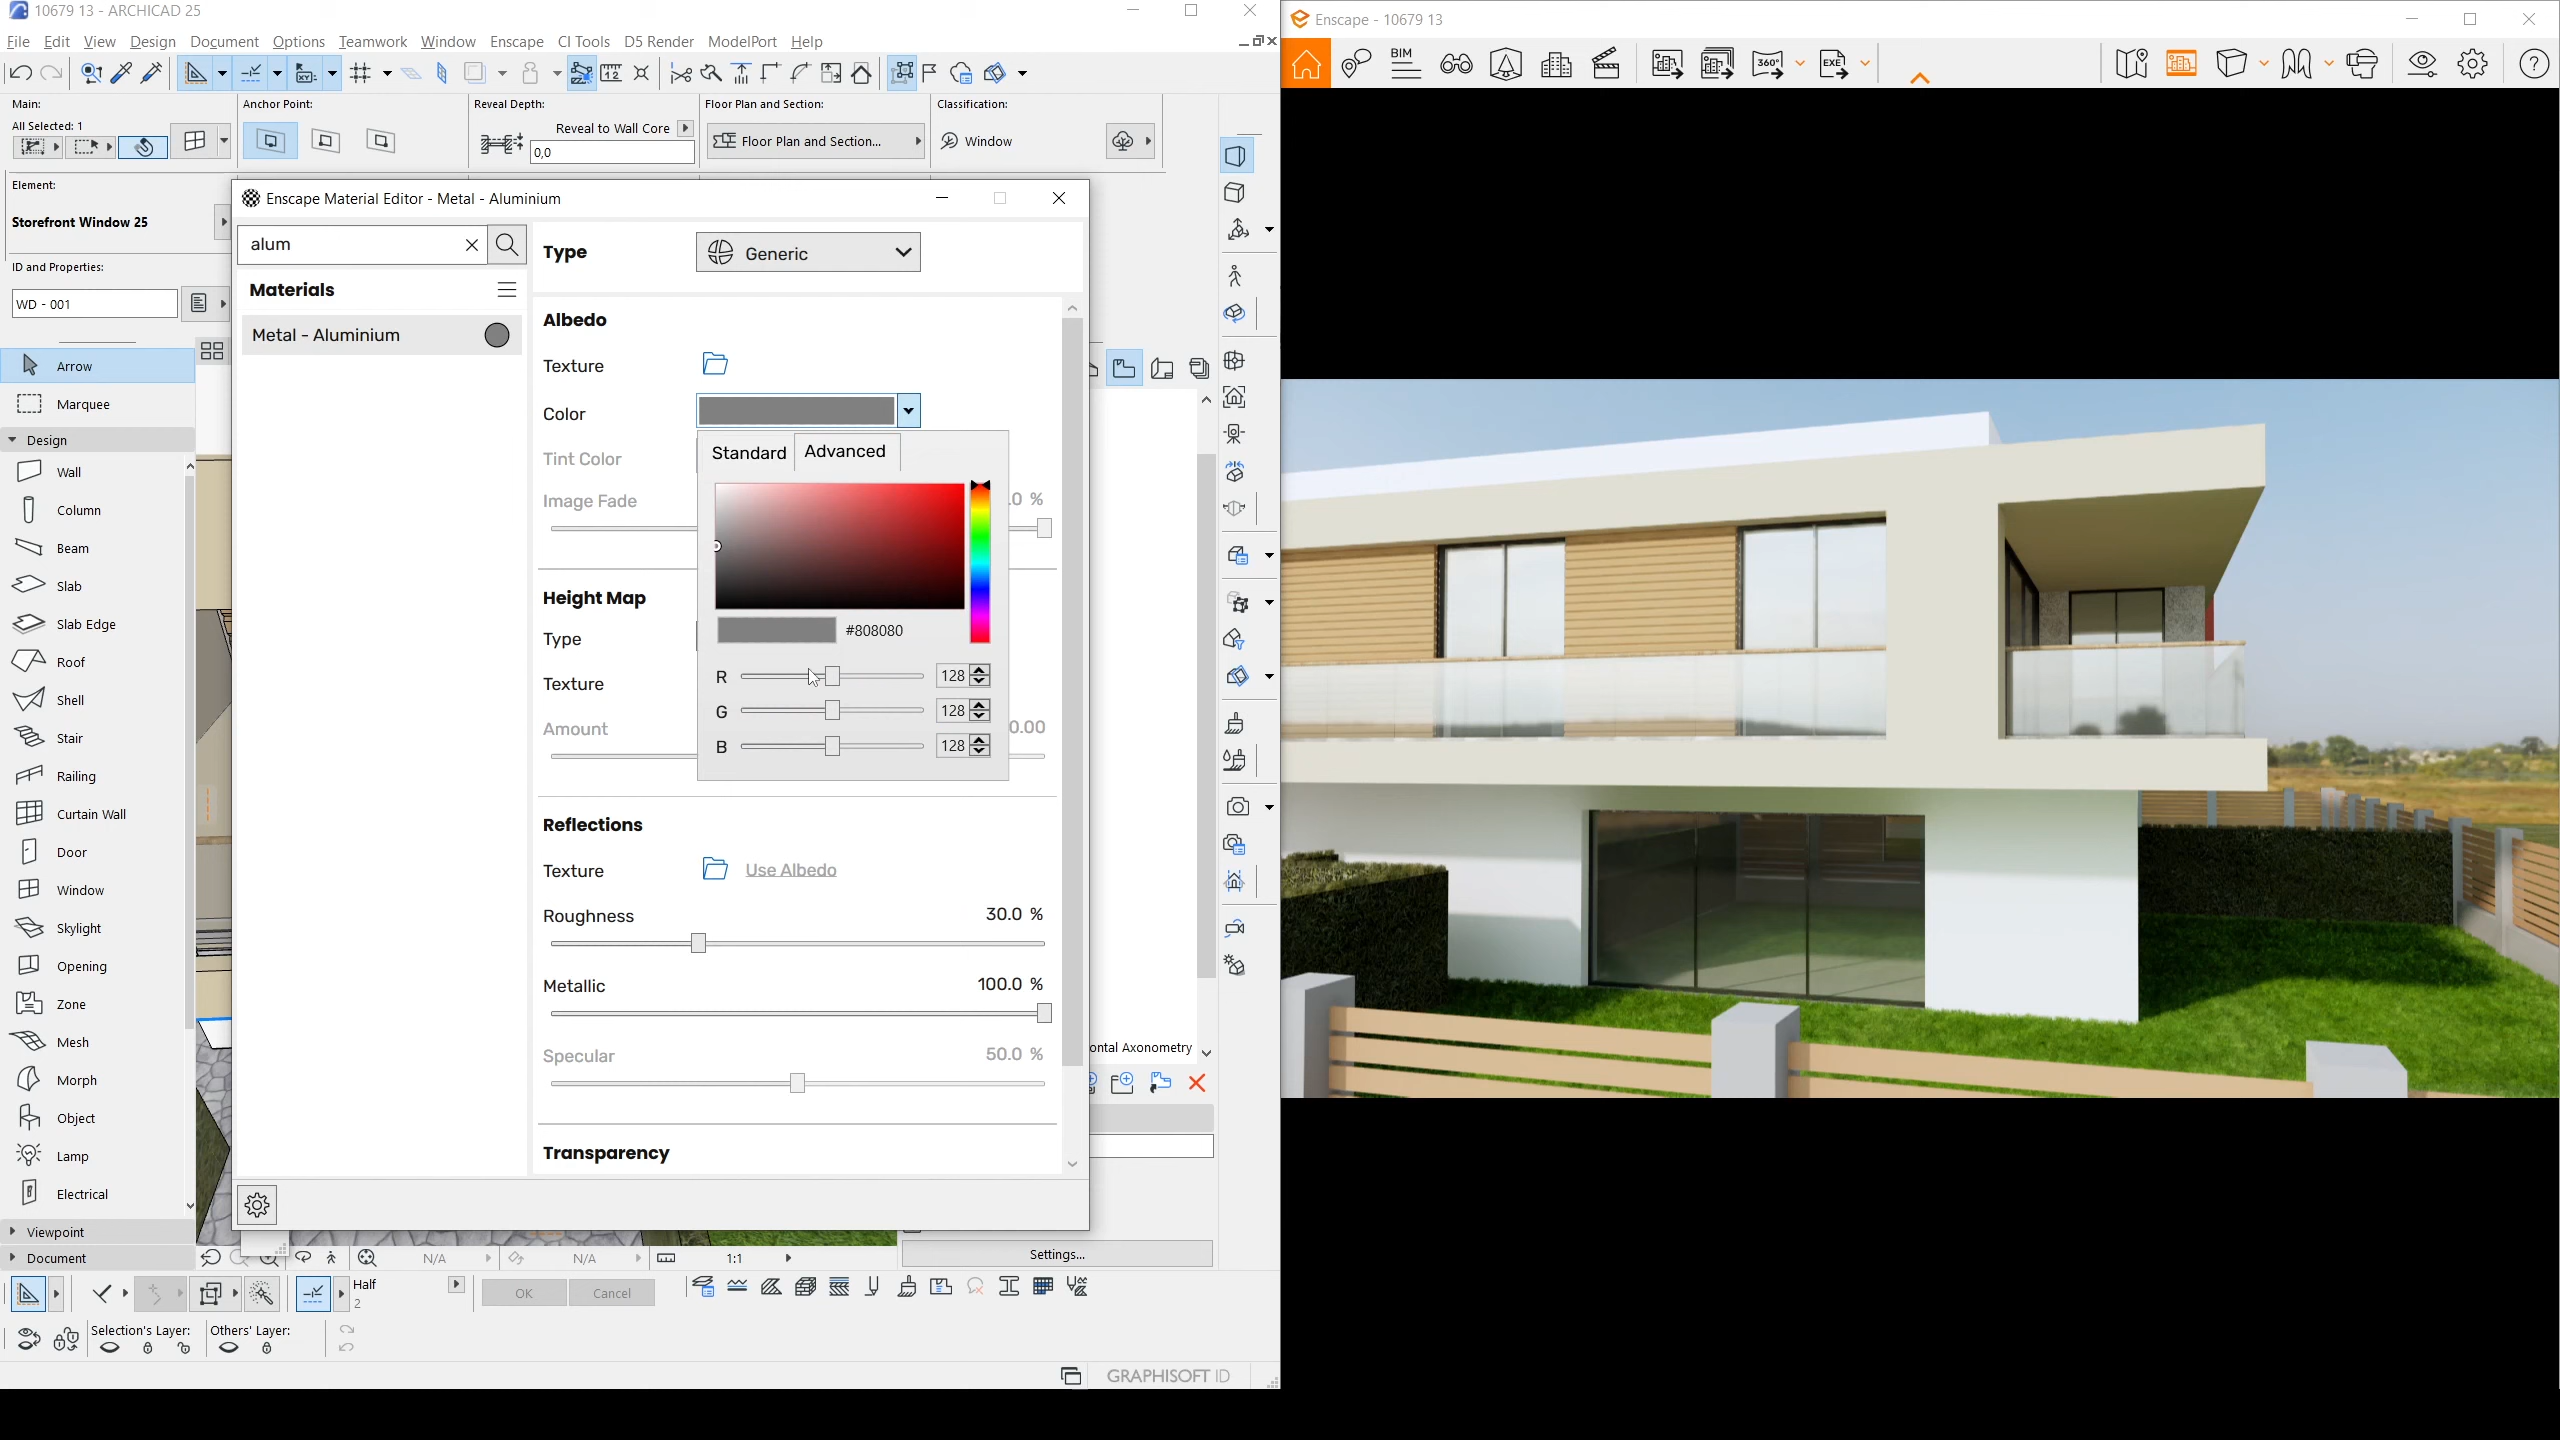 10679 13 - ARCHICAD 25
File Edit View Design Document Options Teamwork Window Enscape CI Tools D5 Render ModelPort Help
Main:
All Selected: 1
Anchor Point:
Reveal Depth:
Reveal to Wall Core
0,0
Floor Plan and Section:
Floor Plan and Section...
Classification:
Window
Element:
Storefront Window 25
ID and Properties:
WD - 001
Arrow
Marquee
Design
Wall
Column
Beam
Slab
Slab Edge
Roof
Shell
Stair
Railing
Curtain Wall
Door
Window
Skylight
Opening
Zone
Mesh
Morph
Object
Lamp
Electrical
Viewpoint
Document
Enscape Material Editor - Metal - Aluminium
alum
Materials
Metal - Aluminium
Type
Generic
Albedo
Texture
Color
Tint Color
Image Fade
.0 %
Standard
Advanced
#808080
R 128
G 128
B 128
Height Map
Type
Texture
Amount
0.00
Reflections
Texture
Use Albedo
Roughness
30.0 %
Metallic
100.0 %
Specular
50.0 %
Transparency
ontal Axonometry
Settings...
N/A
N/A
1:1
Half
2
OK
Cancel
Selection's Layer:
Others' Layer:
GRAPHISOFT ID
Enscape - 10679 13
BIM
360°
EXE